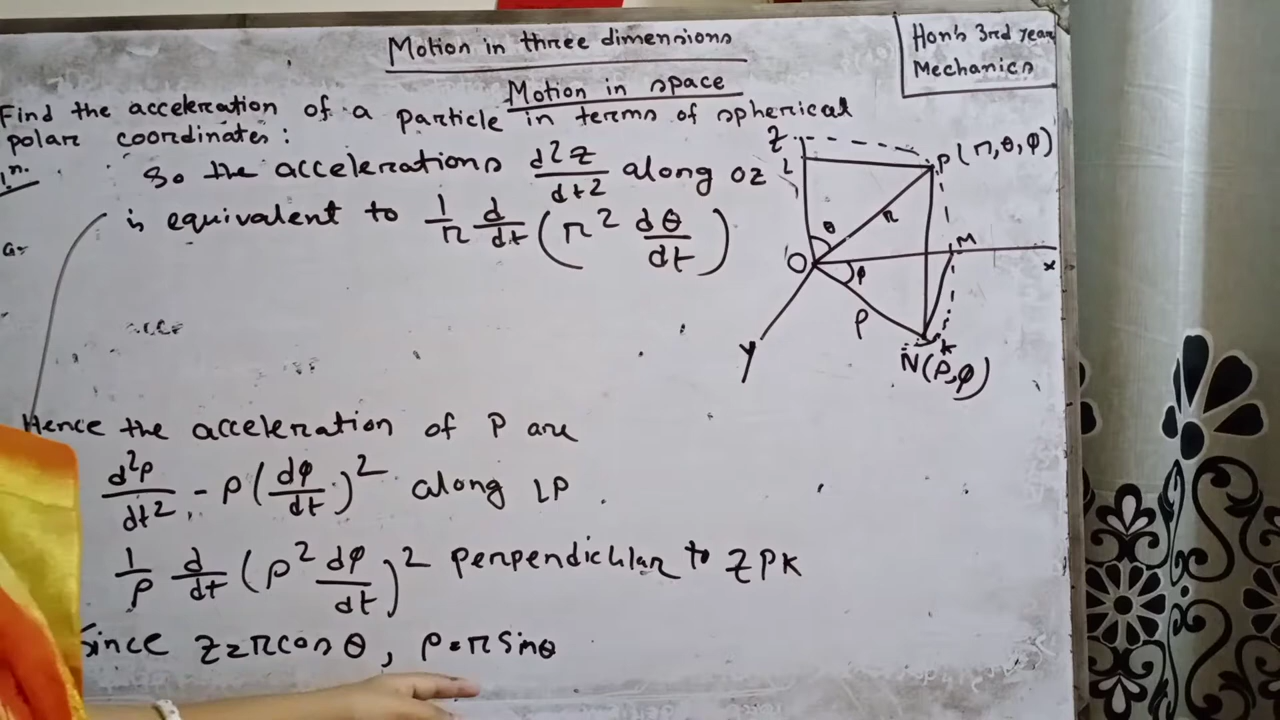 Motion in three dimensions
Hon's 3rd year
Mechanics
Motion in space
Find the acceleration of a particle in terms of spherical
polar coordinates:
So the accelerations d²z/dt² along oz
is equivalent to 1/r d/dt (r² dθ/dt)
Z
L
P(r,θ,φ)
θ
r
O
φ
M
x
ρ
y
N(ρ,φ)
K
Hence the acceleration of P are
d²ρ/dt² - ρ(dφ/dt)² along LP.
1/ρ d/dt (ρ² dφ/dt)² perpendicular to ZPK
Since z=rcosθ, ρ=rsinθ